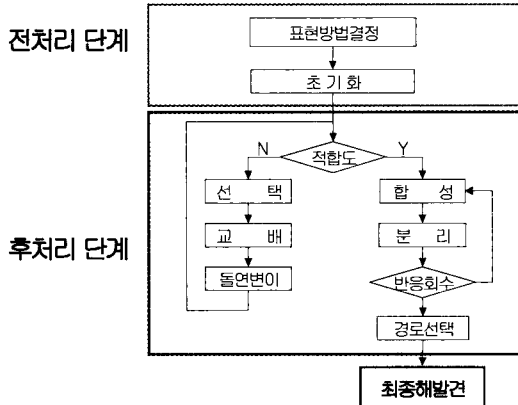 전처리 단계
표현방법결정
초 기 화
적합도
N
Y
선 택
합 성
교 배
분 리
후처리 단계
돌연변이
반응회수
경로선택
최종해발견